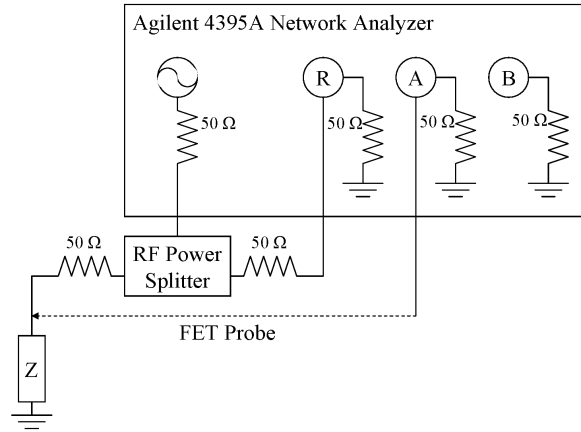 Agilent 4395A Network Analyzer
R
A
B
50 Ω
50 Ω
50 Ω
50 Ω
50 Ω
RF Power
Splitter
50 Ω
FET Probe
Z